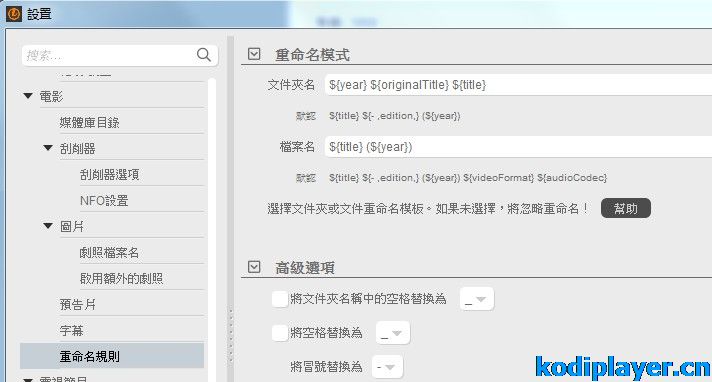 設置
搜索...
電影
媒體庫目錄
刮削器
刮削器選項
NFO設置
圖片
劇照檔案名
啟用額外的劇照
預告片
字幕
重命名規則
重命名模式
文件夾名 ${year} ${originalTitle} ${title}
默認 ${title} ${- ,edition,} (${year})
檔案名 ${title} (${year})
默認 ${title} ${- ,edition,} (${year}) ${videoFormat} ${audioCodec}
選擇文件夾或文件重命名模板。如果未選擇，將忽略重命名！ 幫助
高級選項
將文件夾名稱中的空格替換為 _
將空格替換為 _
將冒號替換為 -
kodiplayer.cn